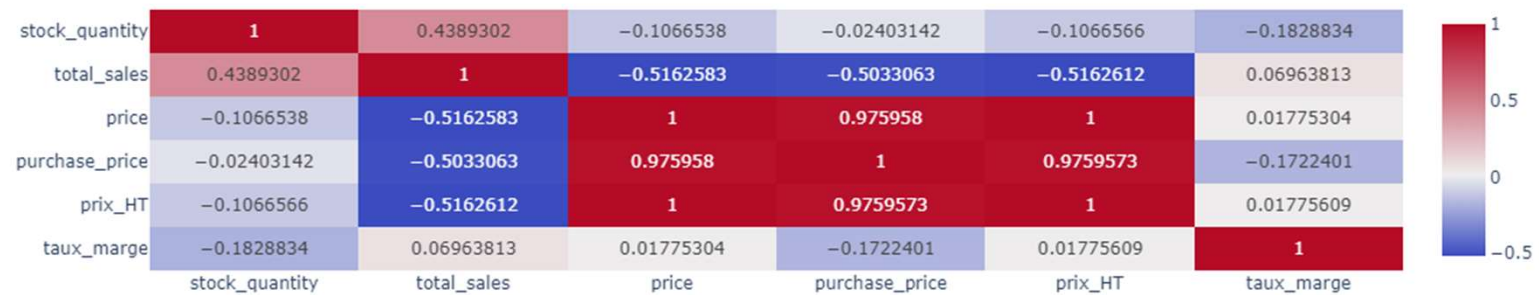 stock_quantity 1 0.4389302 −0.1066538 −0.02403142 −0.1066566 −0.1828834
total_sales 0.4389302 1 −0.5162583 −0.5033063 −0.5162612 0.06963813
price −0.1066538 −0.5162583 1 0.975958 1 0.01775304
purchase_price −0.02403142 −0.5033063 0.975958 1 0.9759573 −0.1722401
prix_HT −0.1066566 −0.5162612 1 0.9759573 1 0.01775609
taux_marge −0.1828834 0.06963813 0.01775304 −0.1722401 0.01775609 1
stock_quantity total_sales price purchase_price prix_HT taux_marge
1
0.5
0
−0.5